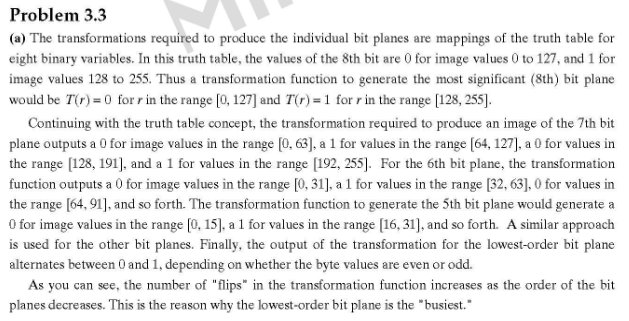 Problem 3.3
(a) The transformations required to produce the individual bit planes are mappings of the truth table for
eight binary variables. In this truth table, the values of the 8th bit are 0 for image values 0 to 127, and 1 for
image values 128 to 255. Thus a transformation function to generate the most significant (8th) bit plane
would be T(r) = 0 for r in the range [0, 127] and T(r) = 1 for r in the range [128, 255].
Continuing with the truth table concept, the transformation required to produce an image of the 7th bit
plane outputs a 0 for image values in the range [0, 63], a 1 for values in the range [64, 127], a 0 for values in
the range [128, 191], and a 1 for values in the range [192, 255]. For the 6th bit plane, the transformation
function outputs a 0 for image values in the range [0, 31], a 1 for values in the range [32, 63], 0 for values in
the range [64, 91], and so forth. The transformation function to generate the 5th bit plane would generate a
0 for image values in the range [0, 15], a 1 for values in the range [16, 31], and so forth. A similar approach
is used for the other bit planes. Finally, the output of the transformation for the lowest-order bit plane
alternates between 0 and 1, depending on whether the byte values are even or odd.
As you can see, the number of "flips" in the transformation function increases as the order of the bit
planes decreases. This is the reason why the lowest-order bit plane is the "busiest."